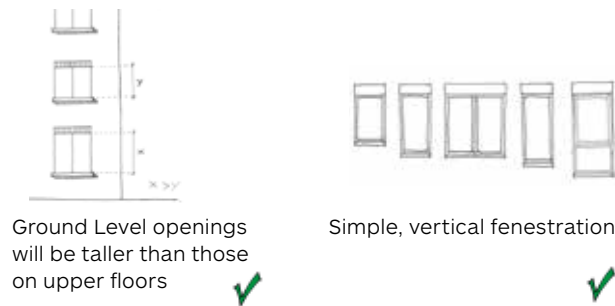 y
x
x > y
Ground Level openings
will be taller than those
on upper floors
Simple, vertical fenestration